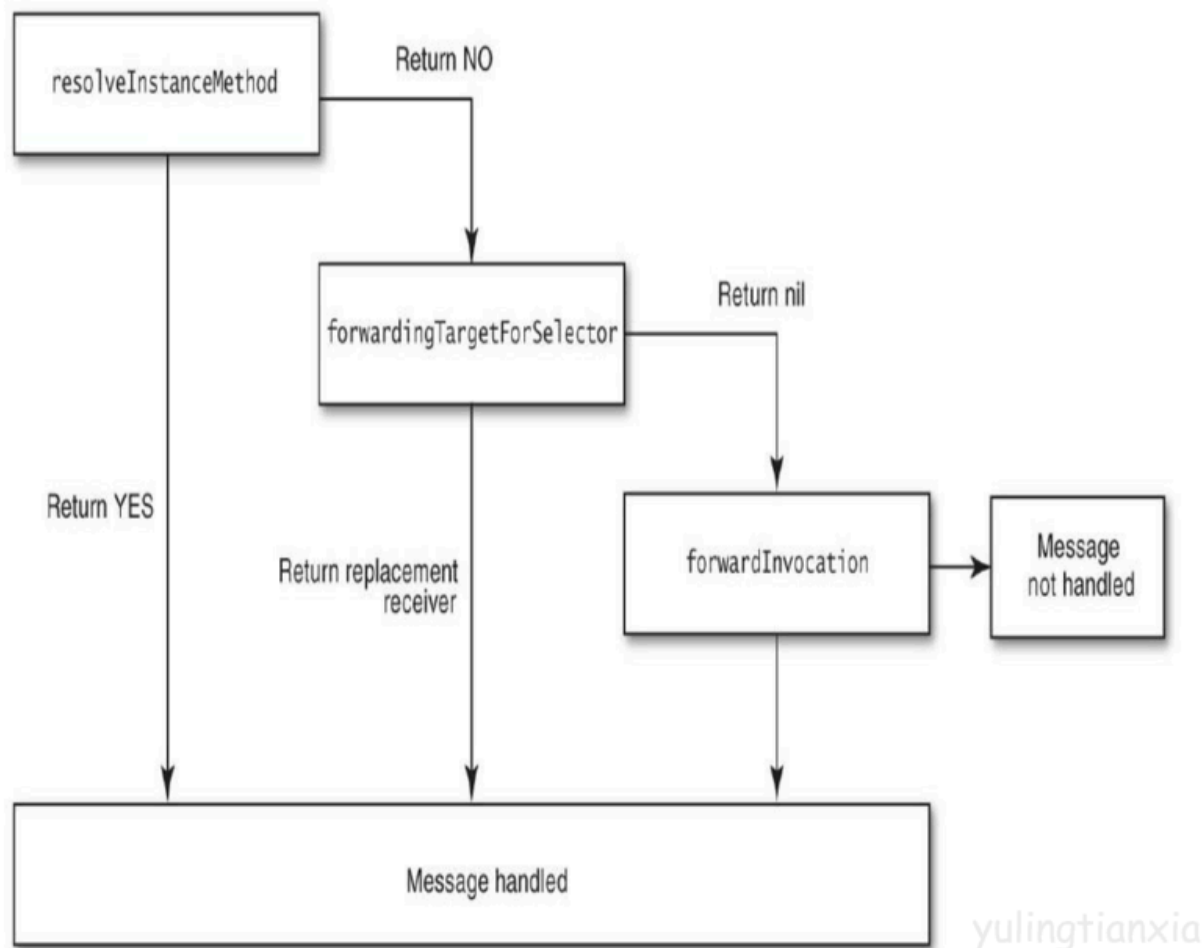 resolveInstanceMethod
Return NO
forwardingTargetForSelector
Return nil
Return YES
Return replacement
receiver
forwardInvocation
Message
not handled
Message handled
yulingtianxia